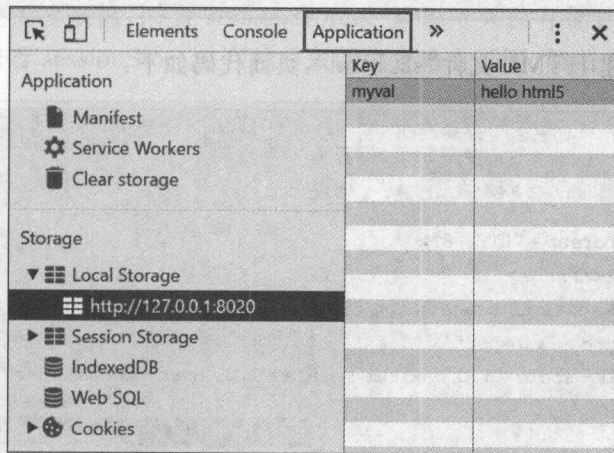 Elements Console Application »
Application
Manifest
Service Workers
Clear storage
Storage
Local Storage
http://127.0.0.1:8020
Session Storage
IndexedDB
Web SQL
Cookies
Key Value
myval hello html5